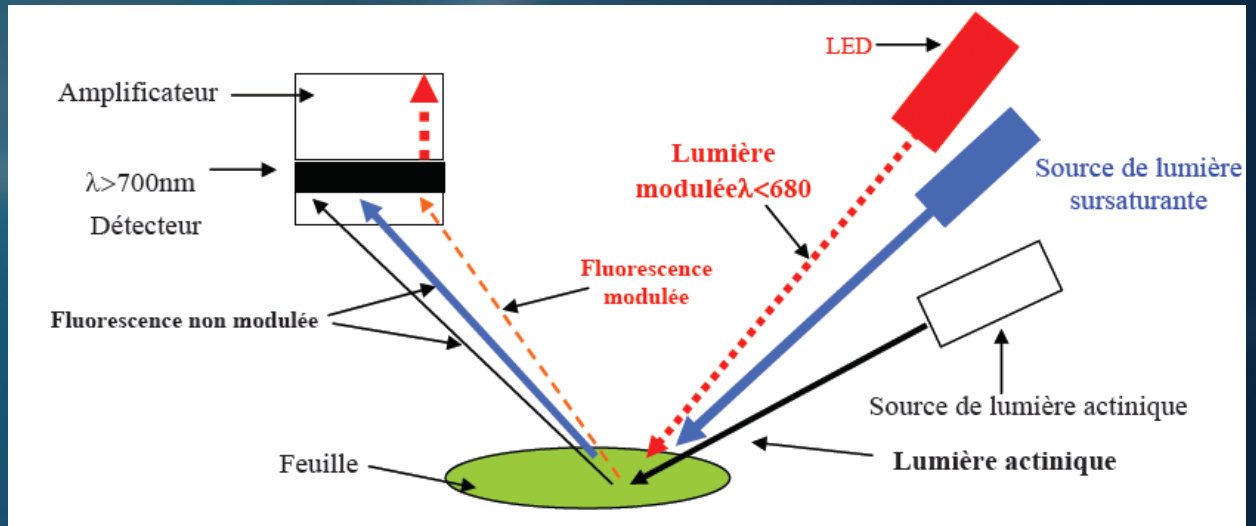 Amplificateur
λ>700nm
Détecteur
Fluorescence non modulée
Feuille
Fluorescence
modulée
LED
Lumière
moduléeλ<680
Source de lumière
sursaturante
Source de lumière actinique
Lumière actinique